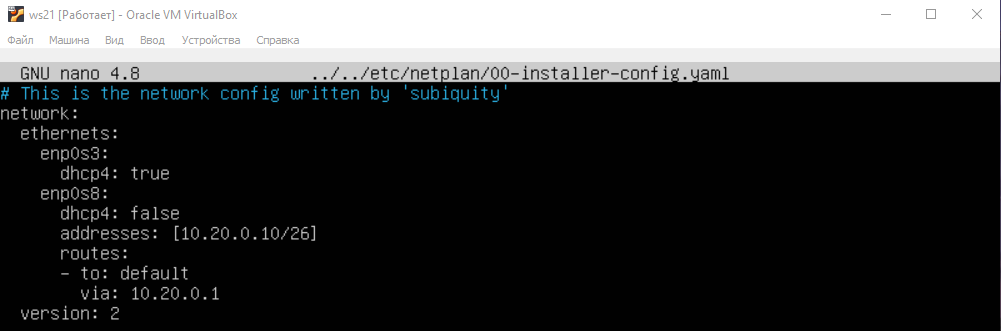 ws21 [Работает] - Oracle VM VirtualBox
Файл Машина Вид Ввод Устройства Справка
GNU nano 4.8 ../../etc/netplan/00-installer-config.yaml
# This is the network config written by 'subiquity'
network:
  ethernets:
    enp0s3:
      dhcp4: true
    enp0s8:
      dhcp4: false
      addresses: [10.20.0.10/26]
      routes:
      - to: default
        via: 10.20.0.1
  version: 2